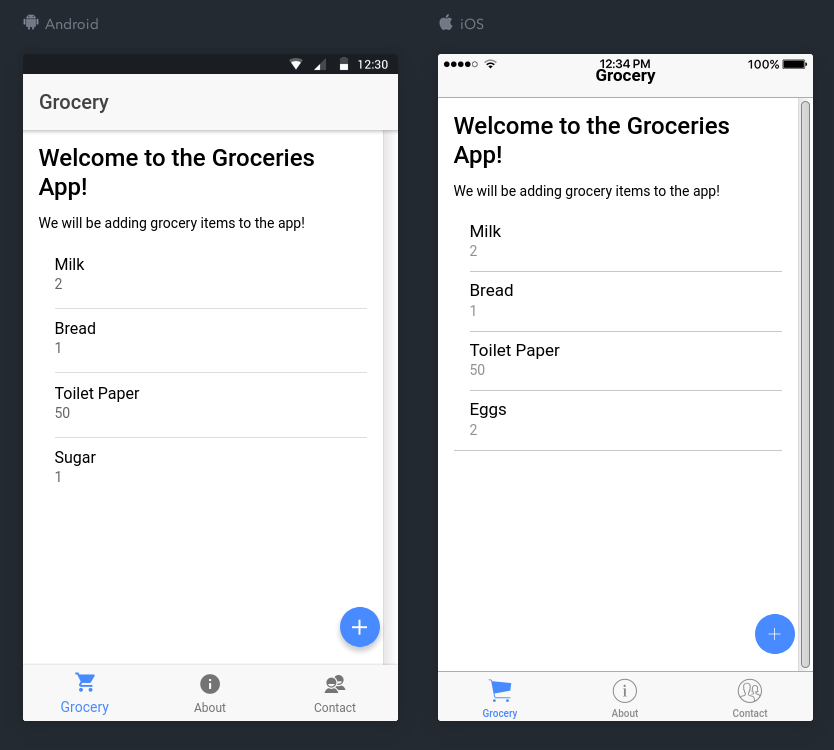 Android
12:30
Grocery
Welcome to the Groceries
App!
We will be adding grocery items to the app!
Milk
2
Bread
1
Toilet Paper
50
Sugar
1
Grocery
About
Contact
iOS
12:34 PM
100%
Grocery
Welcome to the Groceries
App!
We will be adding grocery items to the app!
Milk
2
Bread
1
Toilet Paper
50
Eggs
2
Grocery
About
Contact